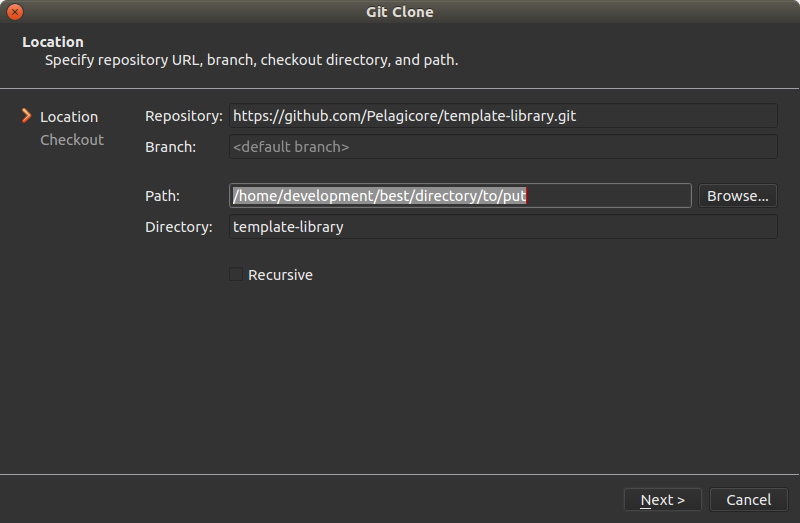 Git Clone
Location
Specify repository URL, branch, checkout directory, and path.
Location
Checkout
Repository: https://github.com/Pelagicore/template-library.git
Branch: <default branch>
Path: /home/development/best/directory/to/put Browse...
Directory: template-library
Recursive
Next > Cancel